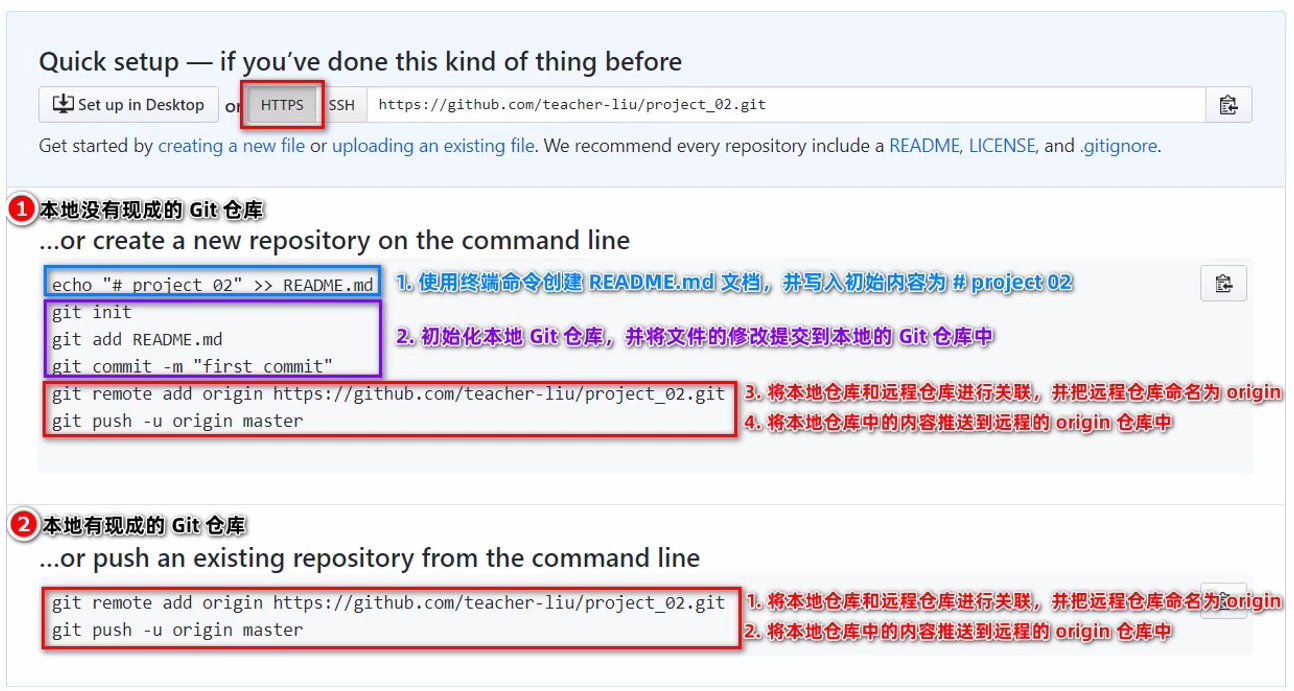 Quick setup — if you’ve done this kind of thing before
Set up in Desktop or HTTPS SSH https://github.com/teacher-liu/project_02.git
Get started by creating a new file or uploading an existing file. We recommend every repository include a README, LICENSE, and .gitignore.
1 本地没有现成的 Git 仓库
…or create a new repository on the command line
echo "# project_02" >> README.md 1. 使用终端命令创建 README.md 文档，并写入初始内容为 # project 02
git init
git add README.md 2. 初始化本地 Git 仓库，并将文件的修改提交到本地的 Git 仓库中
git commit -m "first commit"
git remote add origin https://github.com/teacher-liu/project_02.git 3. 将本地仓库和远程仓库进行关联，并把远程仓库命名为 origin
git push -u origin master 4. 将本地仓库中的内容推送到远程的 origin 仓库中
2 本地有现成的 Git 仓库
…or push an existing repository from the command line
git remote add origin https://github.com/teacher-liu/project_02.git 1. 将本地仓库和远程仓库进行关联，并把远程仓库命名为 origin
git push -u origin master 2. 将本地仓库中的内容推送到远程的 origin 仓库中